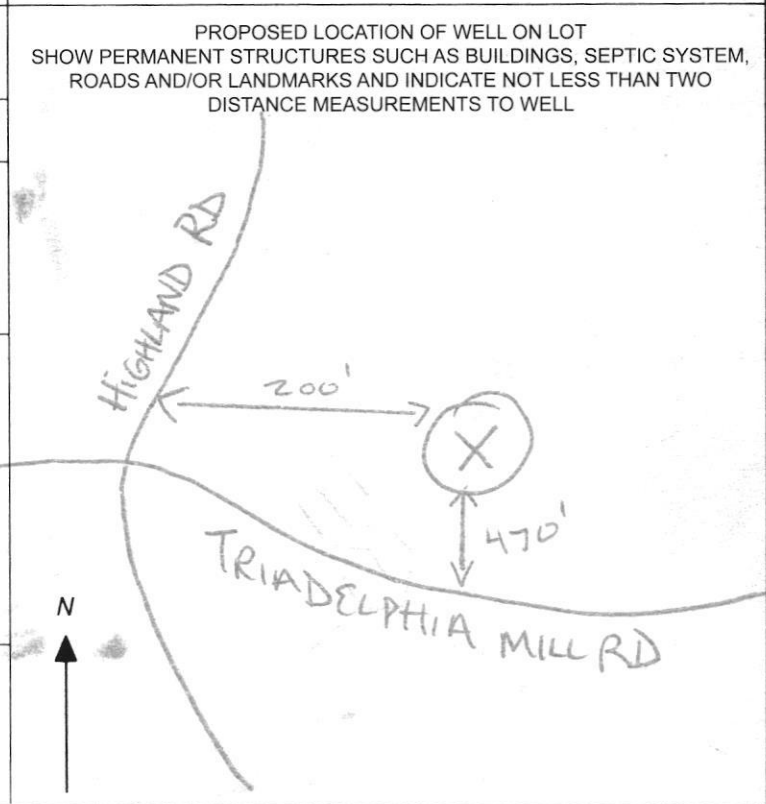 PROPOSED LOCATION OF WELL ON LOT
SHOW PERMANENT STRUCTURES SUCH AS BUILDINGS, SEPTIC SYSTEM,
ROADS AND/OR LANDMARKS AND INDICATE NOT LESS THAN TWO
DISTANCE MEASUREMENTS TO WELL
HIGHLAND RD
200'
X
470'
TRIADELPHIA MILL RD
N